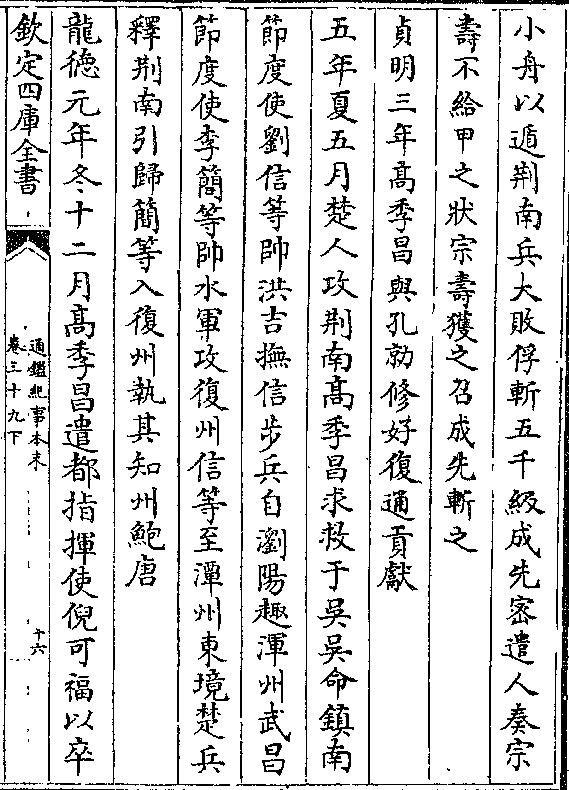 小舟以遁荆南兵大敗俘斬五千級成先宻遣人奏宗
壽不給甲之狀宗壽獲之召成先斬之
貞明三年髙季昌與孔勍修好復通貢獻
五年夏五月楚人攻荆南髙季昌求救于吳吳命鎮南
節度使劉信等帥洪吉撫信步兵自瀏陽趣渾州武昌
節度使李簡等帥水軍攻復州信等至潭州東境楚兵
釋荆南引歸簡等入復州執其知州鮑唐
龍徳元年冬十二月髙季昌遣都指揮使倪可福以卒
欽定四庫全書
通鑑紀事本末
卷三十九下
十六